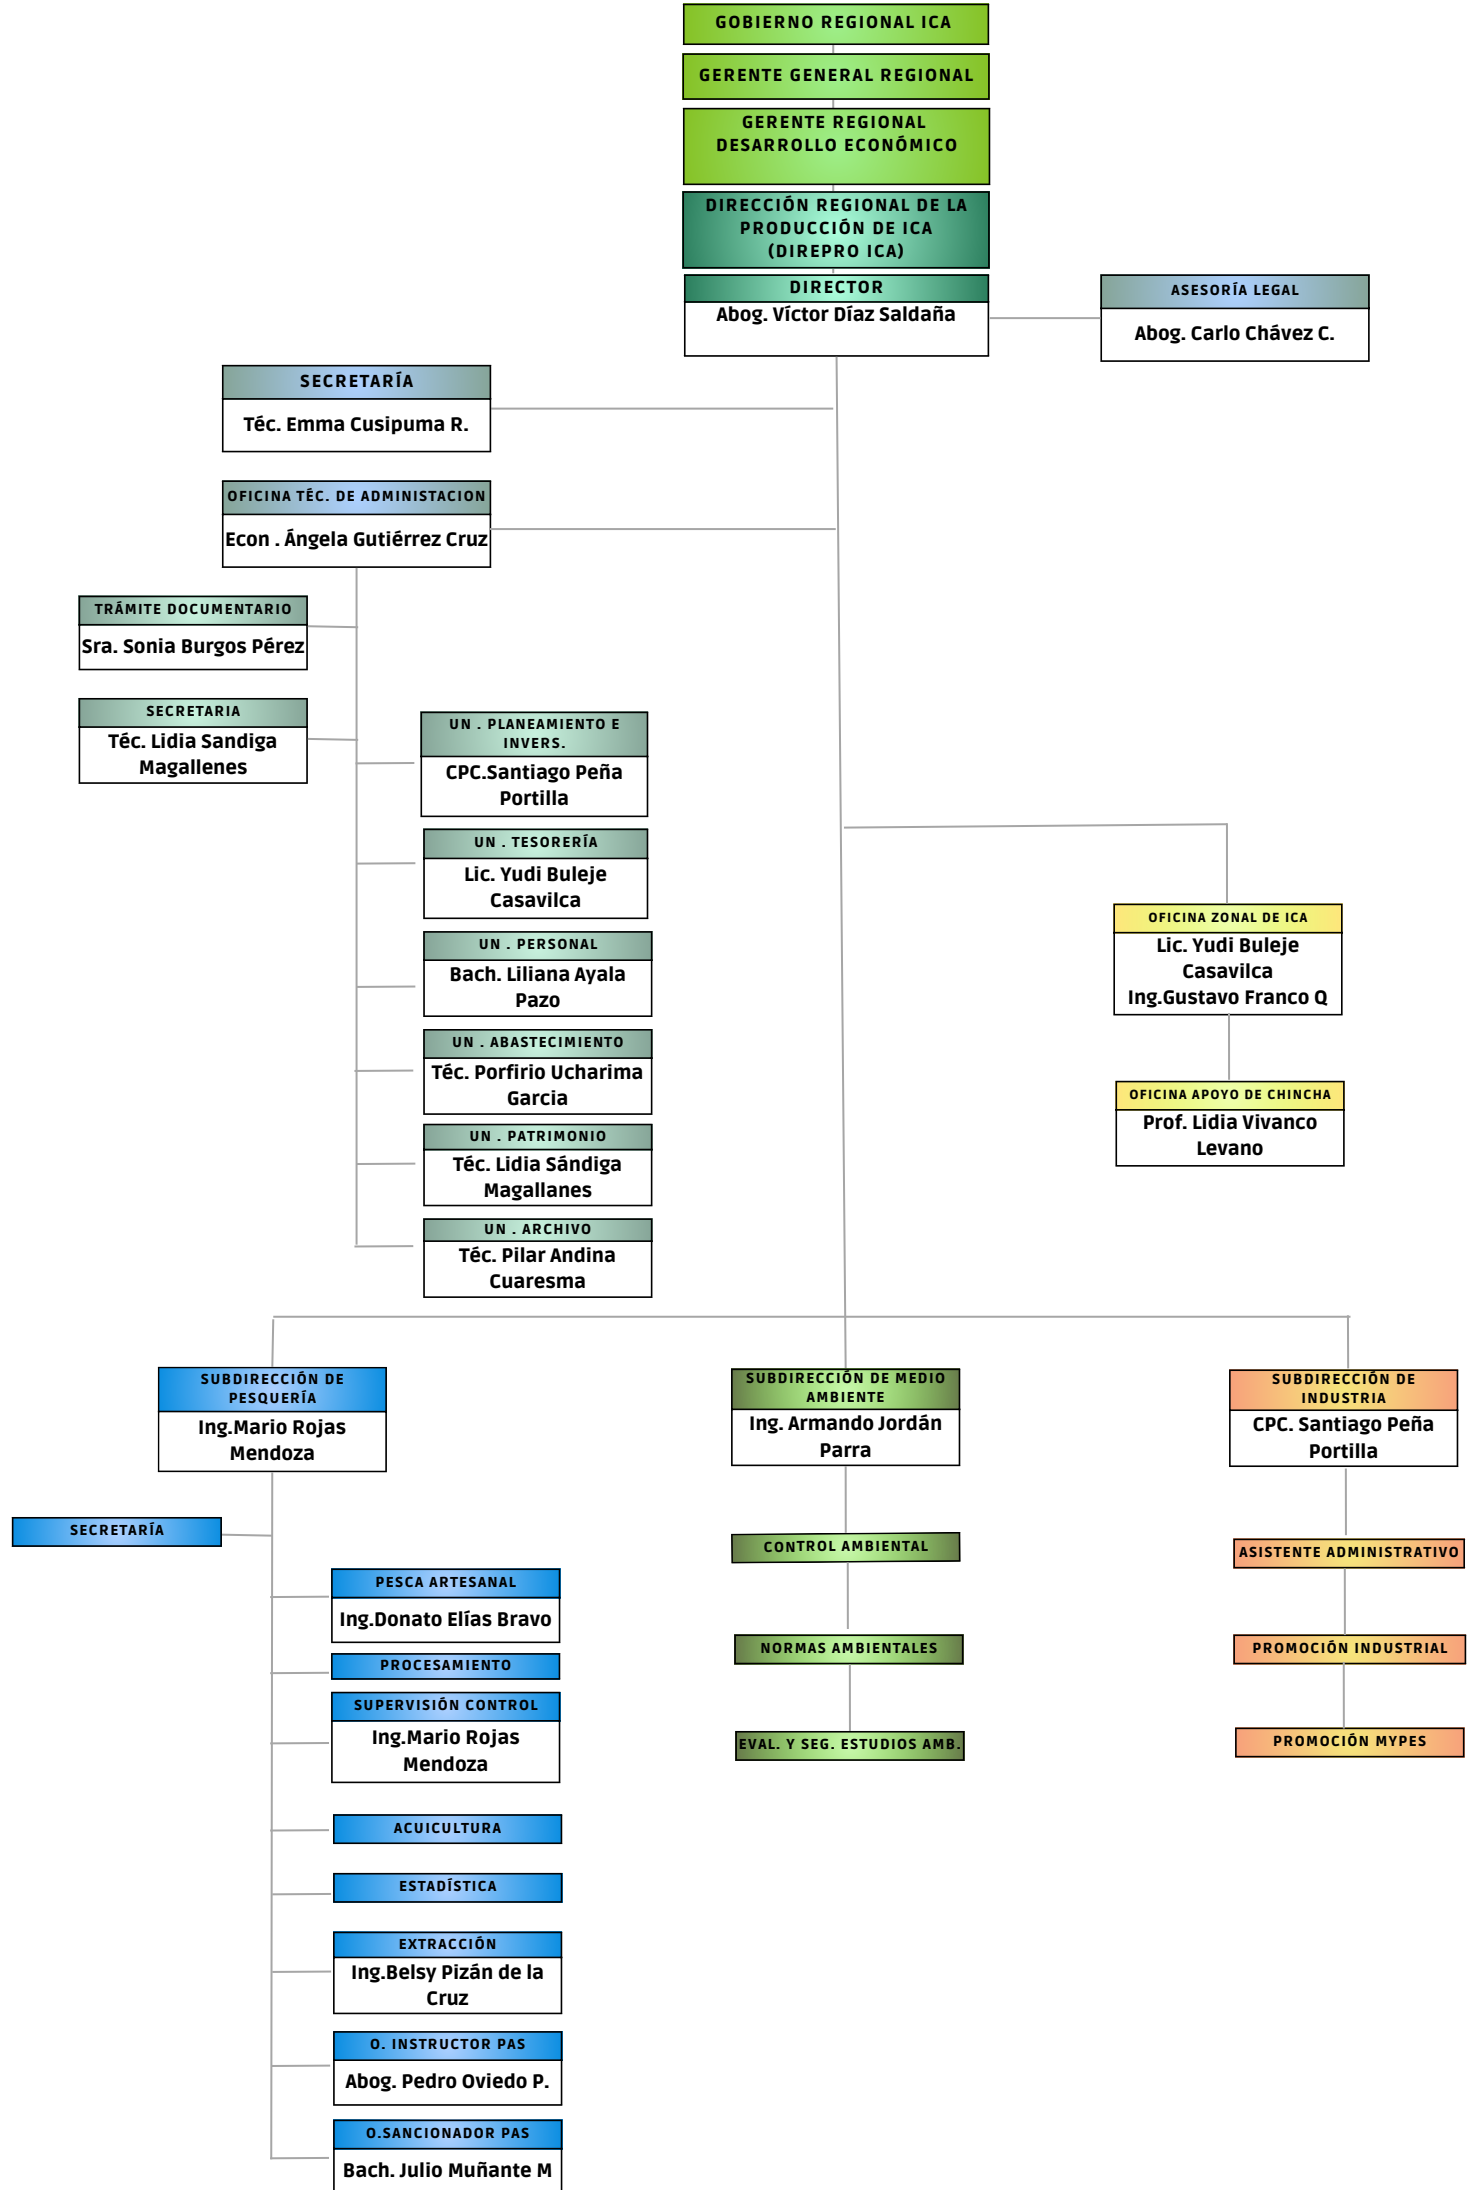 GOBIERNO REGIONAL ICA
GERENTE GENERAL REGIONAL
GERENTE REGIONAL
DESARROLLO ECONÓMICO
DIRECCIÓN REGIONAL DE LA
PRODUCCIÓN DE ICA
(DIREPRO ICA)
DIRECTOR
Abog. Víctor Díaz Saldaña
ASESORÍA LEGAL
Abog. Carlo Chávez C.
SECRETARÍA
Téc. Emma Cusipuma R.
OFICINA TÉC. DE ADMINISTACION
Econ . Ángela Gutiérrez Cruz
TRÁMITE DOCUMENTARIO
Sra. Sonia Burgos Pérez
SECRETARIA
Téc. Lidia Sandiga
Magallenes
UN . PLANEAMIENTO E
INVERS.
CPC.Santiago Peña
Portilla
UN . TESORERÍA
Lic. Yudi Buleje
Casavilca
UN . PERSONAL
Bach. Liliana Ayala
Pazo
UN . ABASTECIMIENTO
Téc. Porfirio Ucharima
Garcia
UN . PATRIMONIO
Téc. Lidia Sándiga
Magallanes
UN . ARCHIVO
Téc. Pilar Andina
Cuaresma
OFICINA ZONAL DE ICA
Lic. Yudi Buleje
Casavilca
Ing.Gustavo Franco Q
OFICINA APOYO DE CHINCHA
Prof. Lidia Vivanco
Levano
SUBDIRECCIÓN DE
PESQUERÍA
Ing.Mario Rojas
Mendoza
SECRETARÍA
PESCA ARTESANAL
Ing.Donato Elías Bravo
PROCESAMIENTO
SUPERVISIÓN CONTROL
Ing.Mario Rojas
Mendoza
ACUICULTURA
ESTADÍSTICA
EXTRACCIÓN
Ing.Belsy Pizán de la
Cruz
O. INSTRUCTOR PAS
Abog. Pedro Oviedo P.
O.SANCIONADOR PAS
Bach. Julio Muñante M
SUBDIRECCIÓN DE MEDIO
AMBIENTE
Ing. Armando Jordán
Parra
CONTROL AMBIENTAL
NORMAS AMBIENTALES
EVAL. Y SEG. ESTUDIOS AMB.
SUBDIRECCIÓN DE
INDUSTRIA
CPC. Santiago Peña
Portilla
ASISTENTE ADMINISTRATIVO
PROMOCIÓN INDUSTRIAL
PROMOCIÓN MYPES